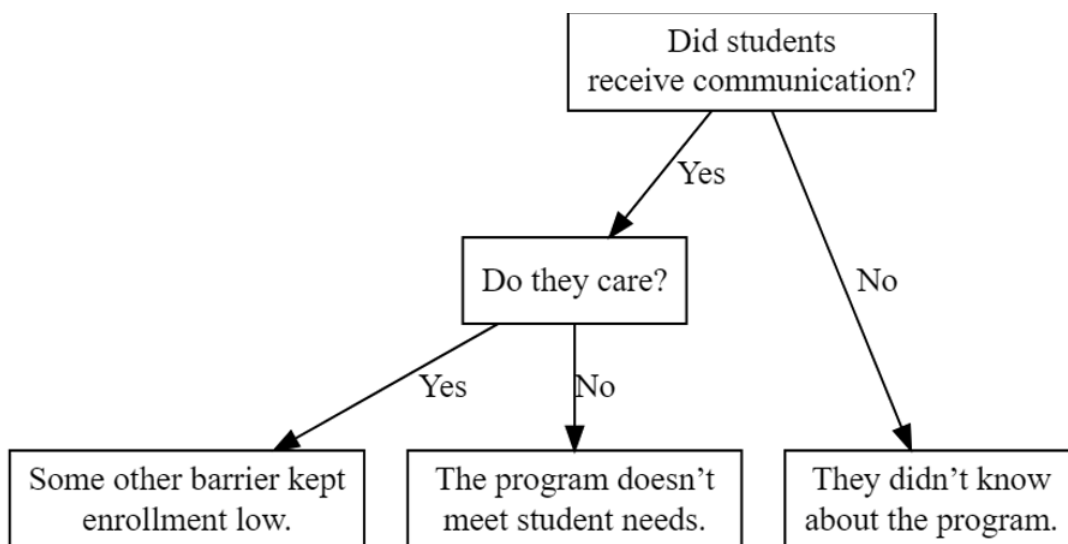 Did students
receive communication?
Yes
No
Do they care?
Yes
No
Some other barrier kept
enrollment low.
The program doesn’t
meet student needs.
They didn’t know
about the program.